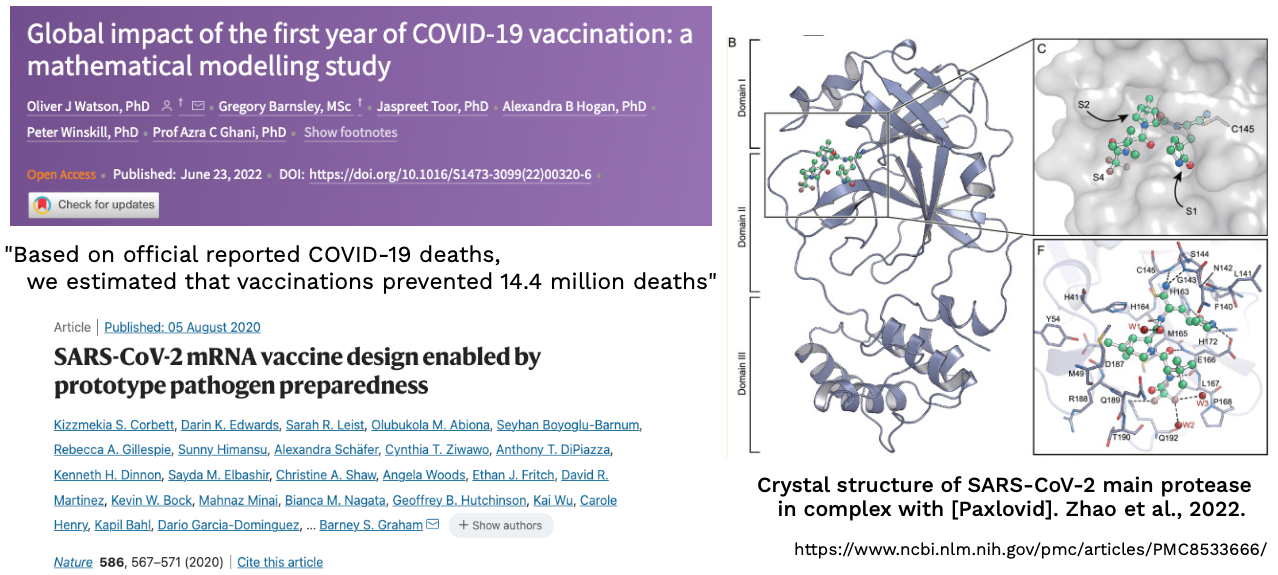 Global impact of the first year of COVID-19 vaccination: a
mathematical modelling study
Oliver J Watson, PhD † • Gregory Barnsley, MSc † • Jaspreet Toor, PhD • Alexandra B Hogan, PhD •
Peter Winskill, PhD • Prof Azra C Ghani, PhD • Show footnotes
Open Access • Published: June 23, 2022 • DOI: https://doi.org/10.1016/S1473-3099(22)00320-6 •
Check for updates
"Based on official reported COVID-19 deaths,
we estimated that vaccinations prevented 14.4 million deaths"
Article | Published: 05 August 2020
SARS-CoV-2 mRNA vaccine design enabled by
prototype pathogen preparedness
Kizzmekia S. Corbett, Darin K. Edwards, Sarah R. Leist, Olubukola M. Abiona, Seyhan Boyoglu-Barnum,
Rebecca A. Gillespie, Sunny Himansu, Alexandra Schäfer, Cynthia T. Ziwawo, Anthony T. DiPiazza,
Kenneth H. Dinnon, Sayda M. Elbashir, Christine A. Shaw, Angela Woods, Ethan J. Fritch, David R.
Martinez, Kevin W. Bock, Mahnaz Minai, Bianca M. Nagata, Geoffrey B. Hutchinson, Kai Wu, Carole
Henry, Kapil Bahl, Dario Garcia-Dominguez, ... Barney S. Graham + Show authors
Nature 586, 567–571 (2020) | Cite this article
B
Domain I
Domain II
Domain III
C
S2
C145
S4
S1
F
S144
C145
G143
N142
L141
H163
F140
H41
H164
Y54
W1
M165
H172
E166
M49
D187
L167
R188
Q189
W3
P168
W2
T190
Q192
Crystal structure of SARS-CoV-2 main protease
in complex with [Paxlovid]. Zhao et al., 2022.
https://www.ncbi.nlm.nih.gov/pmc/articles/PMC8533666/